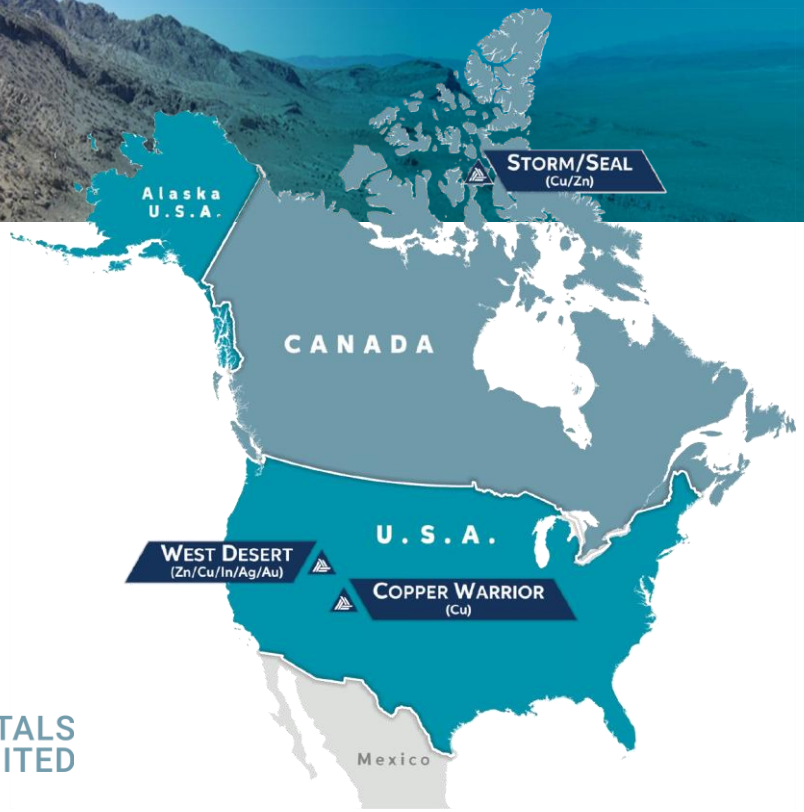 STORM/SEAL
(Cu/Zn)
Alaska
U.S.A.
CANADA
U.S.A.
WEST DESERT
(Zn/Cu/In/Ag/Au)
COPPER WARRIOR
(Cu)
TALS
ITED
Mexico